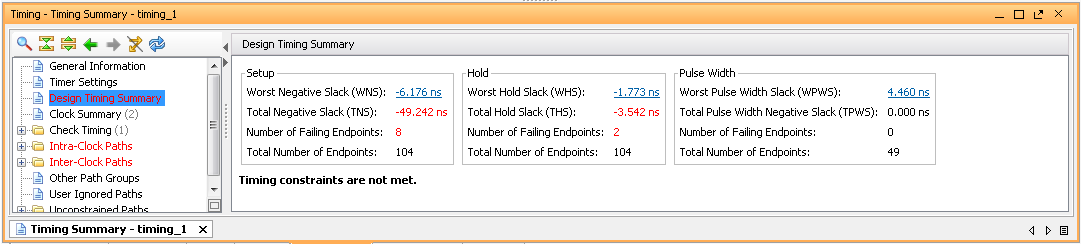 Timing - Timing Summary - timing_1
General Information
Timer Settings
Design Timing Summary
Clock Summary (2)
Check Timing (1)
Intra-Clock Paths
Inter-Clock Paths
Other Path Groups
User Ignored Paths
Unconstrained Paths
Design Timing Summary
Setup
Worst Negative Slack (WNS): -6.176 ns
Total Negative Slack (TNS): -49.242 ns
Number of Failing Endpoints: 8
Total Number of Endpoints: 104
Hold
Worst Hold Slack (WHS): -1.773 ns
Total Hold Slack (THS): -3.542 ns
Number of Failing Endpoints: 2
Total Number of Endpoints: 104
Pulse Width
Worst Pulse Width Slack (WPWS): 4.460 ns
Total Pulse Width Negative Slack (TPWS): 0.000 ns
Number of Failing Endpoints: 0
Total Number of Endpoints: 49
Timing constraints are not met.
Timing Summary - timing_1